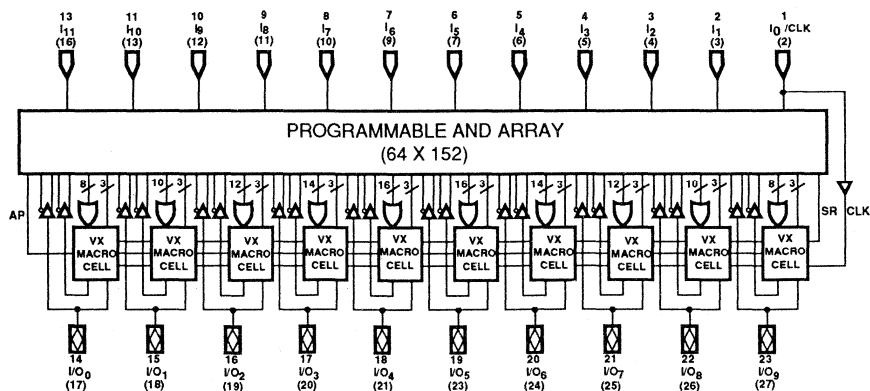 13 11 10 9 8 7 6 5 4 3 2 1
I11 I10 I9 I8 I7 I6 I5 I4 I3 I2 I1 I0 /CLK
(16) (13) (12) (11) (10) (9) (7) (6) (5) (4) (3) (2)
PROGRAMMABLE AND ARRAY
(64 X 152)
8 3 10 3 12 3 14 3 16 3 16 3 14 3 12 3 10 3 8 3
AP SR CLK
VX VX VX VX VX VX VX VX VX VX
MACRO MACRO MACRO MACRO MACRO MACRO MACRO MACRO MACRO MACRO
CELL CELL CELL CELL CELL CELL CELL CELL CELL CELL
14 15 16 17 18 19 20 21 22 23
I/O0 I/O1 I/O2 I/O3 I/O4 I/O5 I/O6 I/O7 I/O8 I/O9
(17) (18) (19) (20) (21) (23) (24) (25) (26) (27)